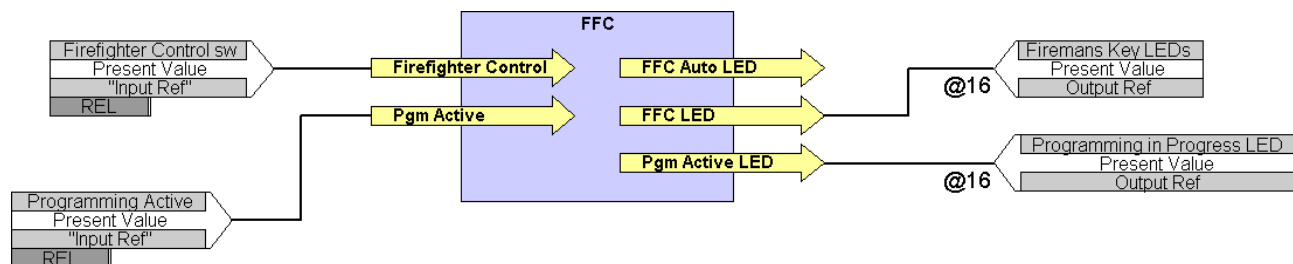 FFC
Firefighter Control sw
Present Value
"Input Ref"
REL
Firefighter Control
Pgm Active
FFC Auto LED
FFC LED
Pgm Active LED
@16
Firemans Key LEDs
Present Value
Output Ref
@16
Programming in Progress LED
Present Value
Output Ref
Programming Active
Present Value
"Input Ref"
REL